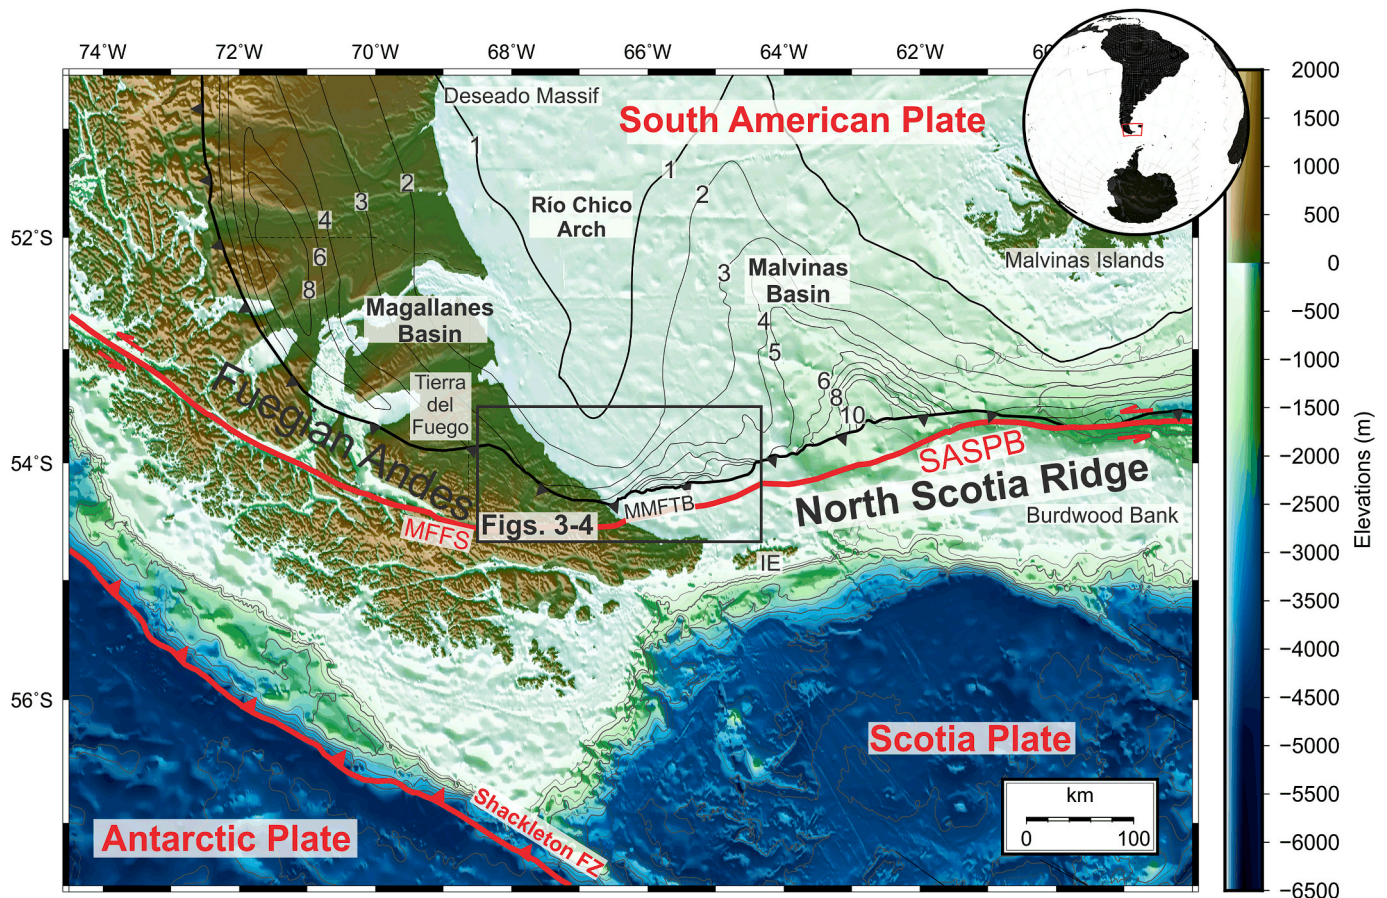 74°W
72°W
70°W
68°W
66°W
64°W
62°W
60
52°S
54°S
56°S
Deseado Massif
South American Plate
1
1
2
Río Chico
Arch
2
3
4
6
8
3
Malvinas
Basin
4
5
6
8
10
Malvinas Islands
Magallanes
Basin
Tierra
del
Fuego
Fuegian Andes
MFFS
Figs. 3-4
MMFTB
SASPB
North Scotia Ridge
Burdwood Bank
IE
Scotia Plate
Antarctic Plate
Shackleton FZ
km
0
100
2000
1500
1000
500
0
−500
−1000
−1500
−2000
−2500
−3000
−3500
−4000
−4500
−5000
−5500
−6000
−6500
Elevations (m)